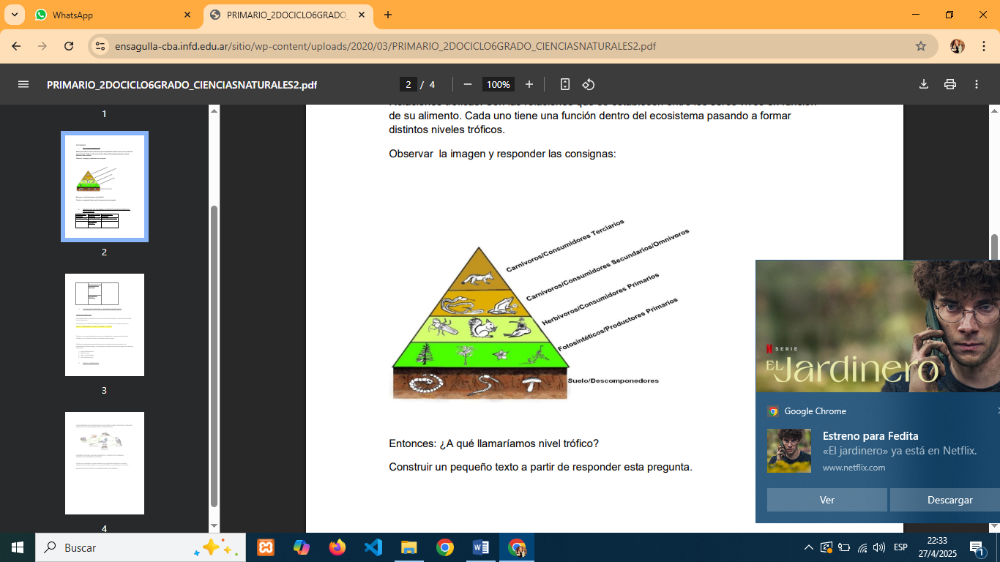 WhatsApp
PRIMARIO_2DOCICLO6GRADO_
ensagulla-cba.infd.edu.ar/sitio/wp-content/uploads/2020/03/PRIMARIO_2DOCICLO6GRADO_CIENCIASNATURALES2.pdf
PRIMARIO_2DOCICLO6GRADO_CIENCIASNATURALES2.pdf
2 / 4
100%
1
2
3
4
de su alimento. Cada uno tiene una función dentro del ecosistema pasando a formar
distintos niveles tróficos.
Observar la imagen y responder las consignas:
Carnivoros/Consumidores Terciarios
Carnivoros/Consumidores Secundarios/Omnivoros
Herbivoros/Consumidores Primarios
Fotosintéticos/Productores Primarios
Suelo/Descomponedores
Entonces: ¿A qué llamaríamos nivel trófico?
Construir un pequeño texto a partir de responder esta pregunta.
N SERIE
EL Jardinero
Google Chrome
Estreno para Fedita
«El jardinero» ya está en Netflix.
www.netflix.com
Ver
Descargar
Buscar
ESP
22:33
27/4/2025
1